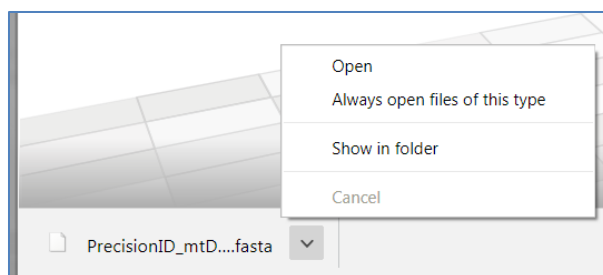 Open
Always open files of this type
Show in folder
Cancel
PrecisionID_mtD....fasta